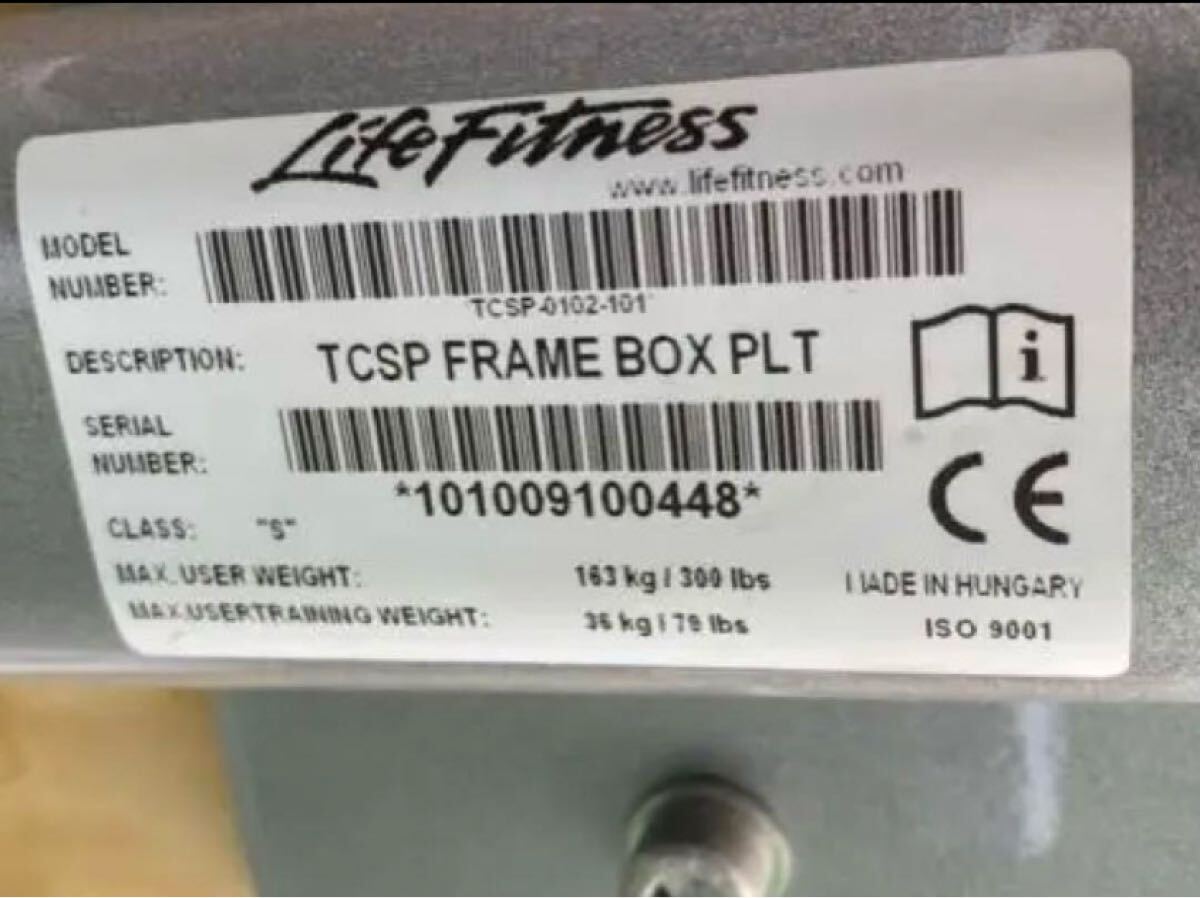 LifeFitness
www.lifefitness.com
MODEL NUMBER:
TCSP-0102-101
DESCRIPTION: TCSP FRAME BOX PLT
i
SERIAL NUMBER:
*101009100448*
CE
CLASS: "S"
MAX. USER WEIGHT: 163 kg / 300 lbs
MADE IN HUNGARY
MAX.USERTRAINING WEIGHT: 36 kg / 79 lbs
ISO 9001